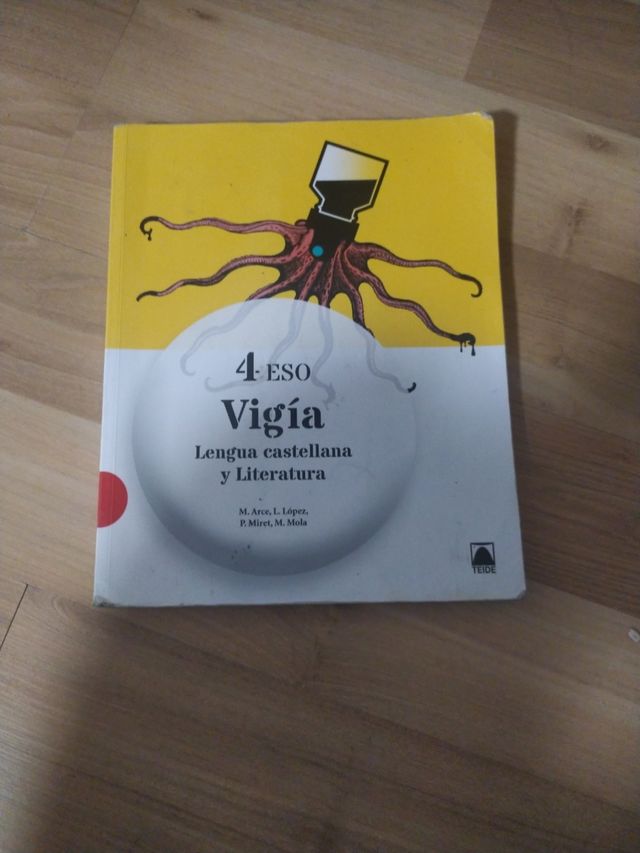 4 ESO
Vigía
Lengua castellana
y Literatura
M. Arce, L. López,
P. Miret, M. Mola
TEIDE